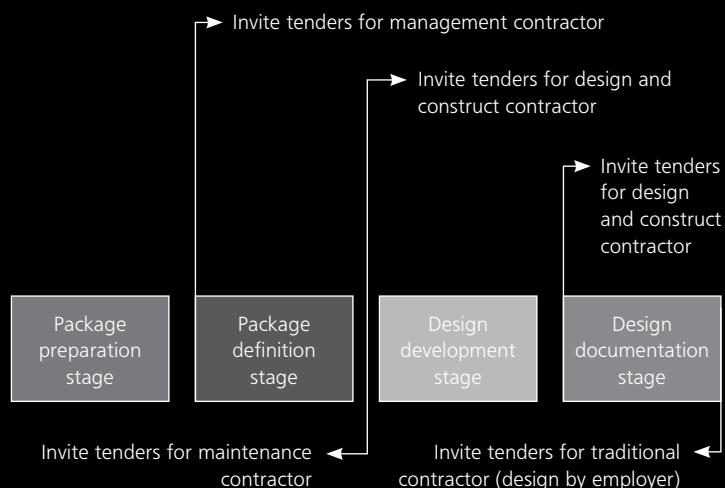 Invite tenders for management contractor
Invite tenders for design and
construct contractor
Invite tenders
for design
and construct
contractor
Package
preparation
stage
Package
definition
stage
Design
development
stage
Design
documentation
stage
Invite tenders for maintenance
contractor
Invite tenders for traditional
contractor (design by employer)